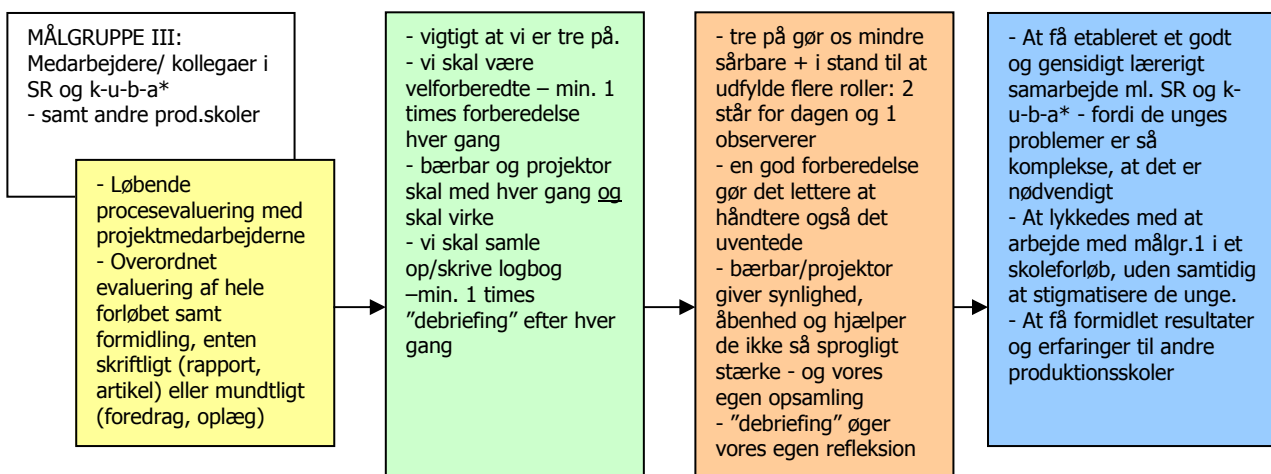 MÅLGRUPPE III:
Medarbejdere/ kollegaer i
SR og k-u-b-a*
- samt andre prod.skoler
- Løbende
procesevaluering med
projektmedarbejderne
- Overordnet
evaluering af hele
forløbet samt
formidling, enten
skriftligt (rapport,
artikel) eller mundtligt
(foredrag, oplæg)
- vigtigt at vi er tre på.
- vi skal være
velforberedte – min. 1
times forberedelse
hver gang
- bærbar og projektor
skal med hver gang og
skal virke
- vi skal samle
op/skrive logbog
–min. 1 times
”debriefing” efter hver
gang
- tre på gør os mindre
sårbare + i stand til at
udfylde flere roller: 2
står for dagen og 1
observerer
- en god forberedelse
gør det lettere at
håndtere også det
uventede
- bærbar/projektor
giver synlighed,
åbenhed og hjælper
de ikke så sprogligt
stærke - og vores
egen opsamling
- ”debriefing” øger
vores egen refleksion
- At få etableret et godt
og gensidigt lærerigt
samarbejde ml. SR og k-
u-b-a* - fordi de unges
problemer er så
komplekse, at det er
nødvendigt
- At lykkedes med at
arbejde med målgr.1 i et
skoleforløb, uden samtidig
at stigmatisere de unge.
- At få formidlet resultater
og erfaringer til andre
produktionsskoler